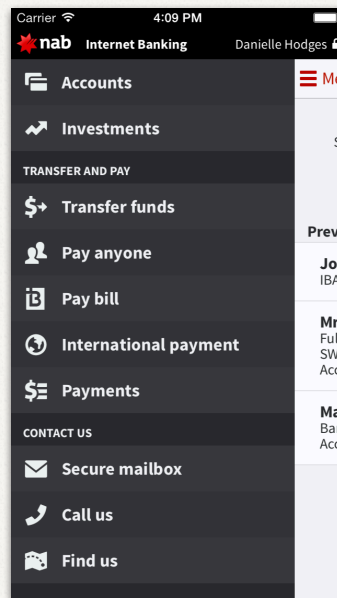 Carrier 4:09 PM
nab Internet Banking Danielle Hodges
Accounts
Investments
TRANSFER AND PAY
Transfer funds
Pay anyone
Pay bill
International payment
Payments
CONTACT US
Secure mailbox
Call us
Find us